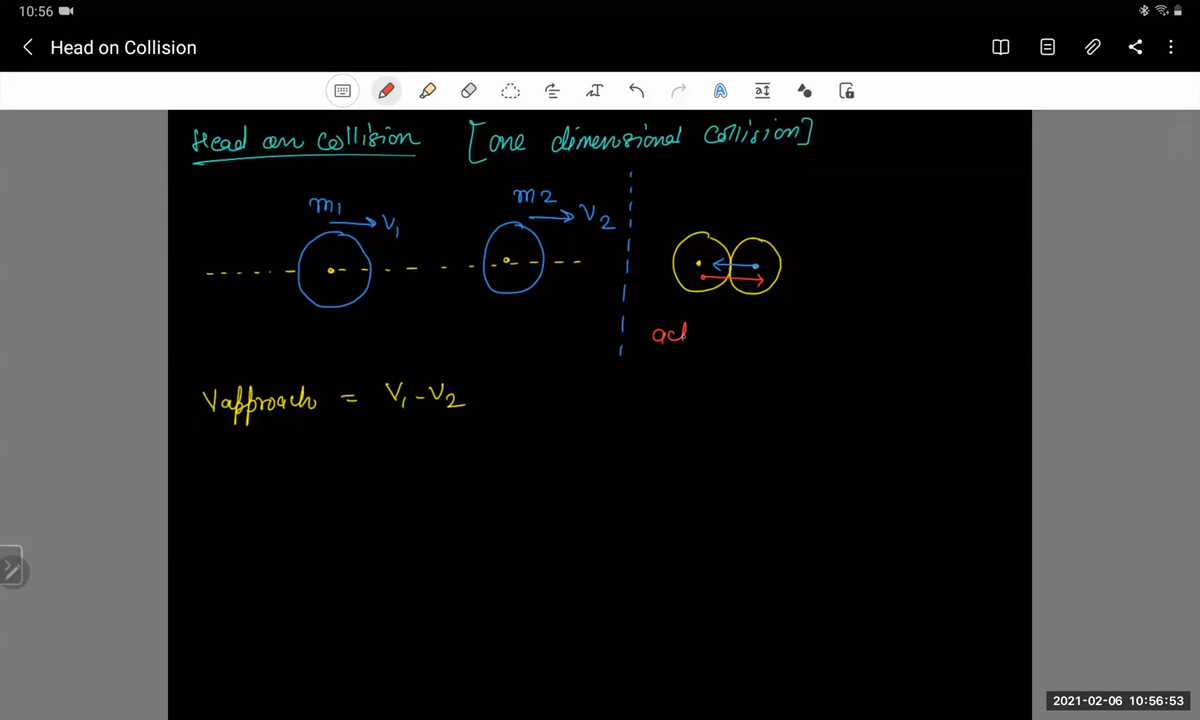 10:56
Head on Collision
Head on collision [one dimensional collision]
m1 m2
V1 V2
act
Vapproach = V1 - V2
2021-02-06 10:56:53